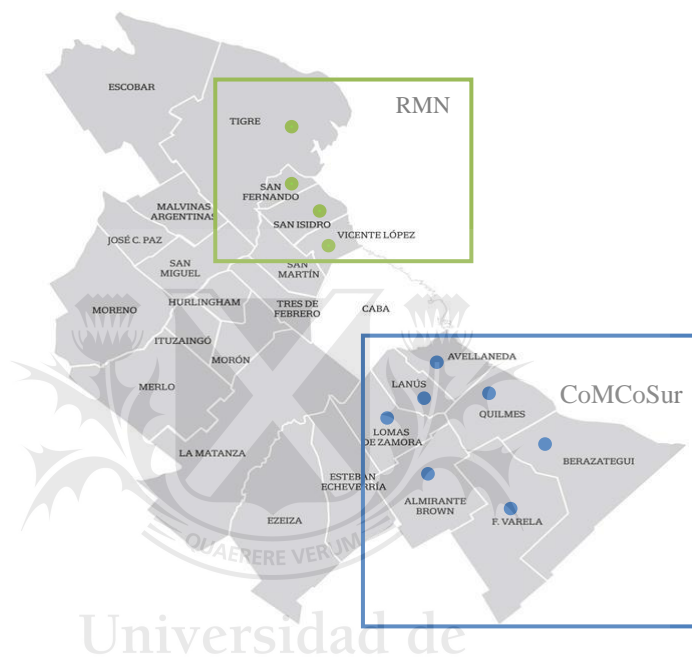 ESCOBAR
RMN
TIGRE
SAN
FERNANDO
MALVINAS
ARGENTINAS
SAN ISIDRO
VICENTE LÓPEZ
JOSÉ C. PAZ
SAN
MIGUEL
SAN
MARTÍN
HURLINGHAM
TRES DE
FEBRERO
CABA
MORENO
ITUZAINGÓ
MORÓN
AVELLANEDA
MERLO
LANÚS
CoMCoSur
QUILMES
LOMAS
DE ZAMORA
LA MATANZA
BERAZATEGUI
ESTEBAN
ECHEVERRÍA
ALMIRANTE
BROWN
EZEIZA
F. VARELA
QUAERERE VERUM
Universidad de